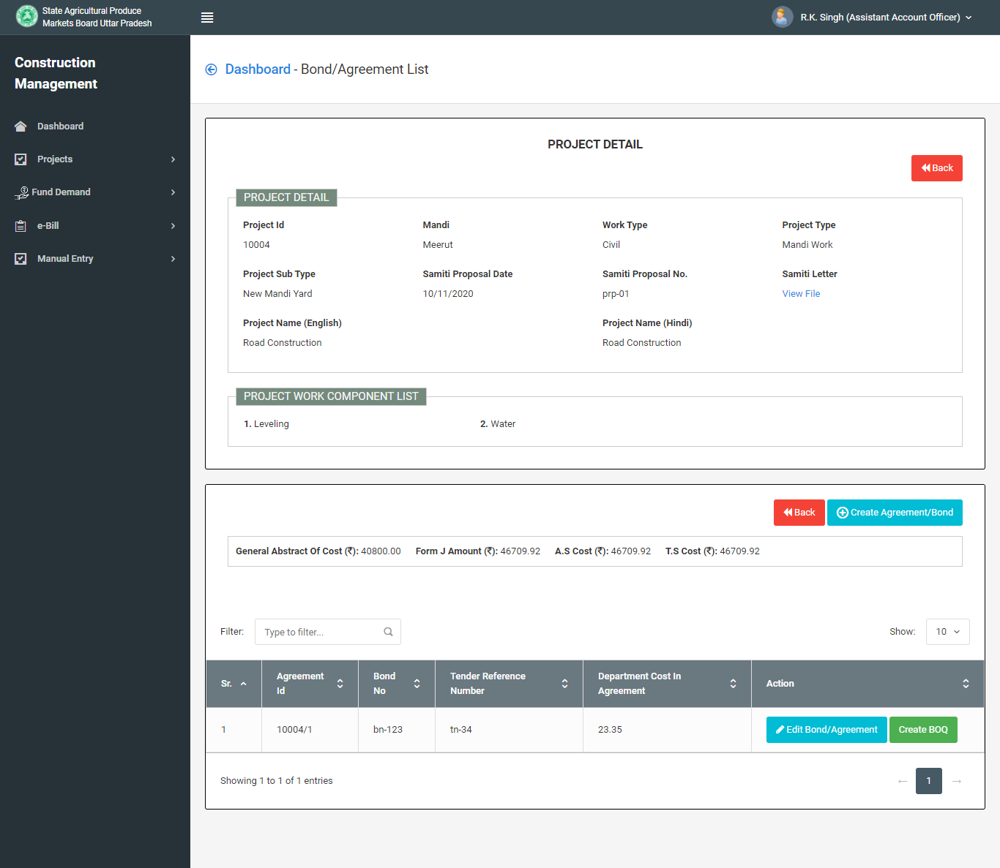 State Agricultural Produce
Markets Board Uttar Pradesh
R.K. Singh (Assistant Account Officer)
Construction
Management
Dashboard
Projects
Fund Demand
e-Bill
Manual Entry
Dashboard - Bond/Agreement List
PROJECT DETAIL
Back
PROJECT DETAIL
Project Id Mandi Work Type Project Type
10004 Meerut Civil Mandi Work
Project Sub Type Samiti Proposal Date Samiti Proposal No. Samiti Letter
New Mandi Yard 10/11/2020 prp-01 View File
Project Name (English) Project Name (Hindi)
Road Construction Road Construction
PROJECT WORK COMPONENT LIST
1. Leveling 2. Water
Back Create Agreement/Bond
General Abstract Of Cost (₹): 40800.00 Form J Amount (₹): 46709.92 A.S Cost (₹): 46709.92 T.S Cost (₹): 46709.92
Filter: Type to filter... Show: 10
Sr. Agreement Id Bond No Tender Reference Number Department Cost In Agreement Action
1 10004/1 bn-123 tn-34 23.35 Edit Bond/Agreement Create BOQ
Showing 1 to 1 of 1 entries ← 1 →